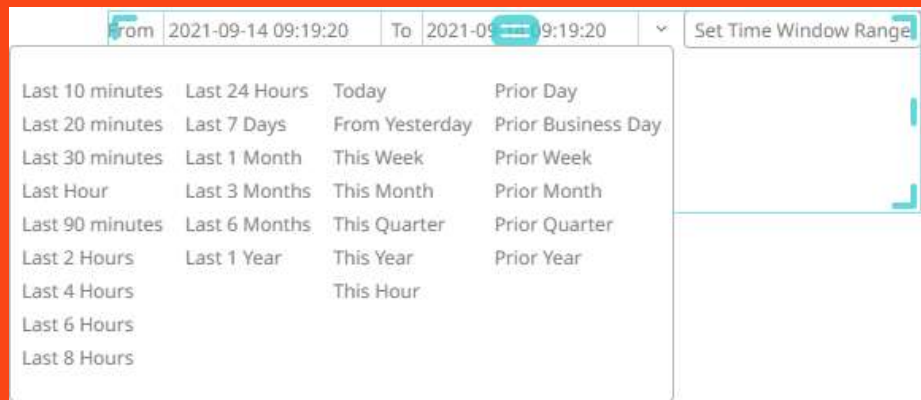 From 2021-09-14 09:19:20 To 2021-09-14 09:19:20 Set Time Window Range
Last 10 minutes Last 24 Hours Today Prior Day
Last 20 minutes Last 7 Days From Yesterday Prior Business Day
Last 30 minutes Last 1 Month This Week Prior Week
Last Hour Last 3 Months This Month Prior Month
Last 90 minutes Last 6 Months This Quarter Prior Quarter
Last 2 Hours Last 1 Year This Year Prior Year
Last 4 Hours This Hour
Last 6 Hours
Last 8 Hours